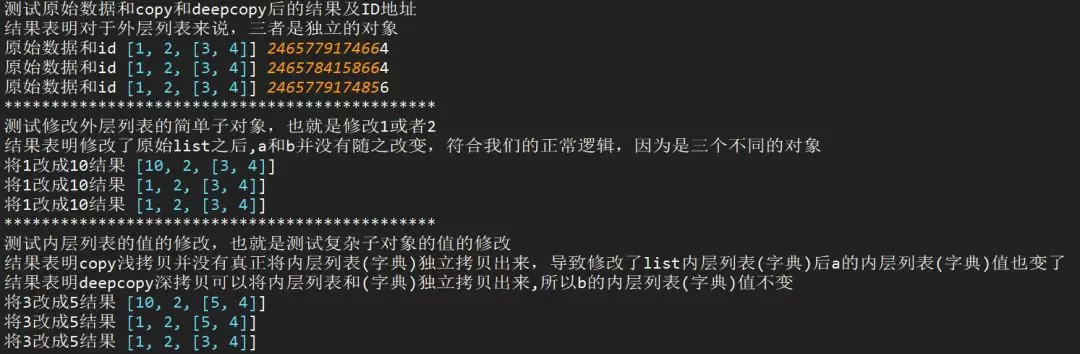 测试原始数据和copy和deepcopy后的结果及ID地址
结果表明对于外层列表来说，三者是独立的对象
原始数据和id [1, 2, [3, 4]] 2465779174664
原始数据和id [1, 2, [3, 4]] 2465784158664
原始数据和id [1, 2, [3, 4]] 2465779174856
**********************************************
测试修改外层列表的简单子对象，也就是修改1或者2
结果表明修改了原始list之后,a和b并没有随之改变，符合我们的正常逻辑，因为是三个不同的对象
将1改成10结果 [10, 2, [3, 4]]
将1改成10结果 [1, 2, [3, 4]]
将1改成10结果 [1, 2, [3, 4]]
**********************************************
测试内层列表的值的修改，也就是测试复杂子对象的值的修改
结果表明copy浅拷贝并没有真正将内层列表(字典)独立拷贝出来，导致修改了list内层列表(字典)后a的内层列表(字典)值也变了
结果表明deepcopy深拷贝可以将内层列表和(字典)独立拷贝出来,所以b的内层列表(字典)值不变
将3改成5结果 [10, 2, [5, 4]]
将3改成5结果 [1, 2, [5, 4]]
将3改成5结果 [1, 2, [3, 4]]